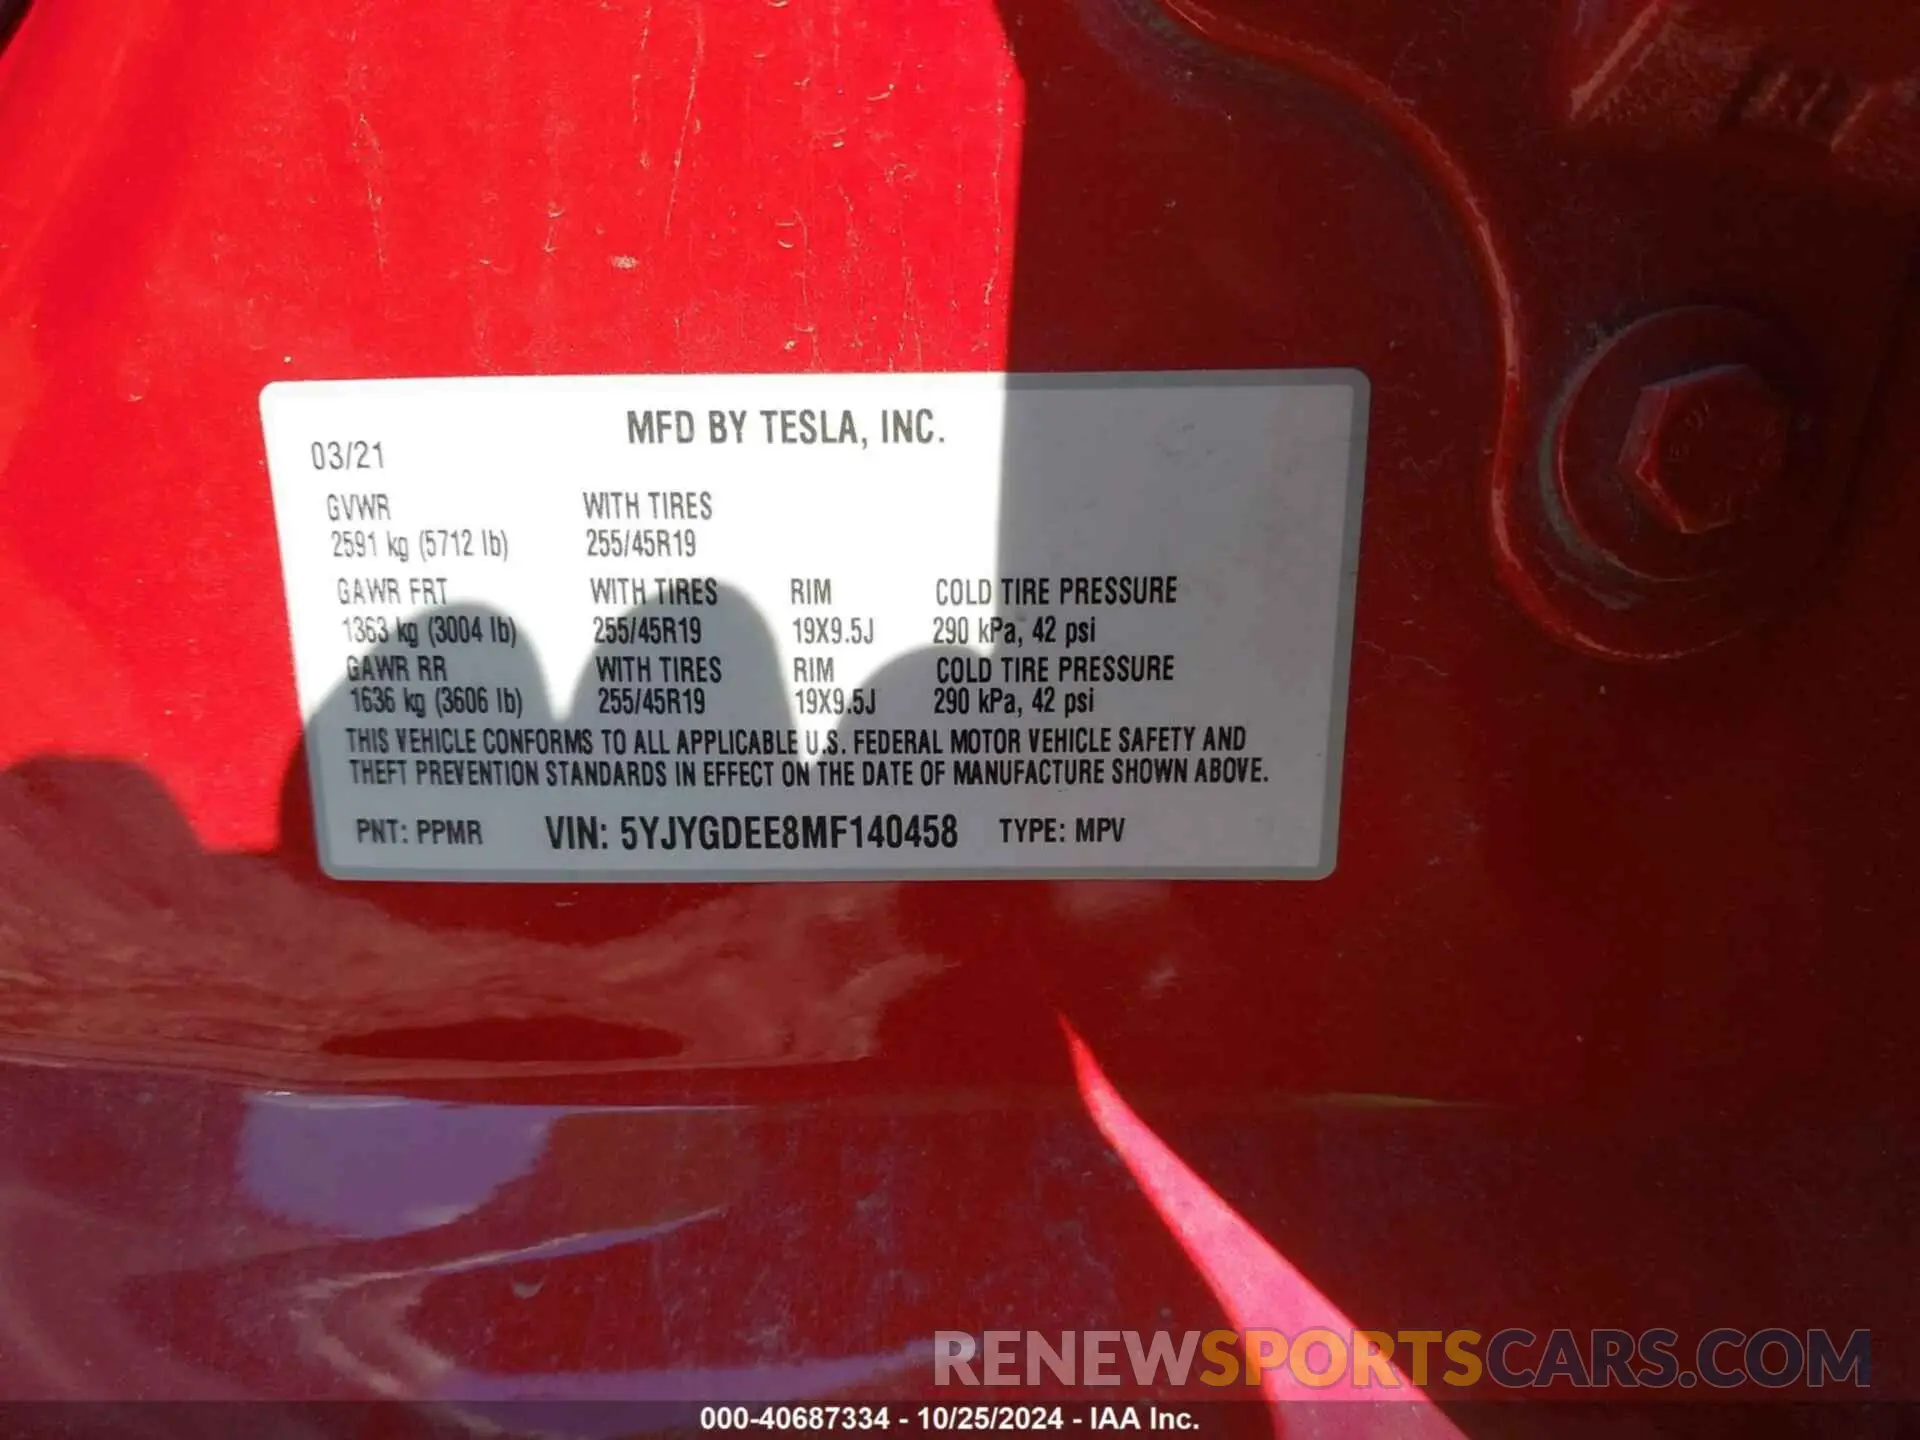 MFD BY TESLA, INC.
03/21
GVWR WITH TIRES
2591 kg (5712 lb) 255/45R19
GAWR FRT WITH TIRES RIM COLD TIRE PRESSURE
1363 kg (3004 lb) 255/45R19 19X9.5J 290 kPa, 42 psi
GAWR RR WITH TIRES RIM COLD TIRE PRESSURE
1636 kg (3606 lb) 255/45R19 19X9.5J 290 kPa, 42 psi
THIS VEHICLE CONFORMS TO ALL APPLICABLE U.S. FEDERAL MOTOR VEHICLE SAFETY AND
THEFT PREVENTION STANDARDS IN EFFECT ON THE DATE OF MANUFACTURE SHOWN ABOVE.
PNT: PPMR VIN: 5YJYGDEE8MF140458 TYPE: MPV
RENEWSPORTSCARS.COM
000-40687334 - 10/25/2024 - IAA Inc.